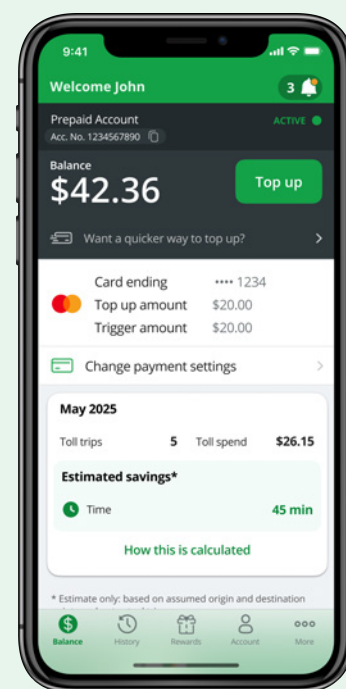 9:41
Welcome John
3
Prepaid Account
ACTIVE
Acc. No. 1234567890
Balance
$42.36
Top up
Want a quicker way to top up?
Card ending •••• 1234
Top up amount $20.00
Trigger amount $20.00
Change payment settings
May 2025
Toll trips 5 Toll spend $26.15
Estimated savings*
Time 45 min
How this is calculated
* Estimate only: based on assumed origin and destination
Balance History Rewards Account More